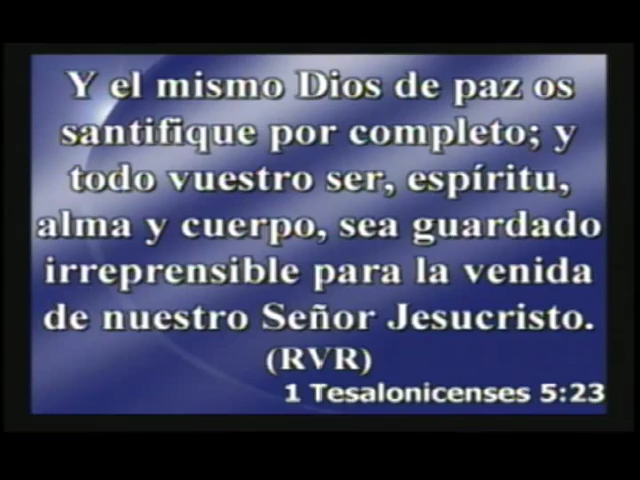 Y el mismo Dios de paz os
santifique por completo; y
todo vuestro ser, espíritu,
alma y cuerpo, sea guardado
irreprensible para la venida
de nuestro Señor Jesucristo.
(RVR)
1 Tesalonicenses 5:23